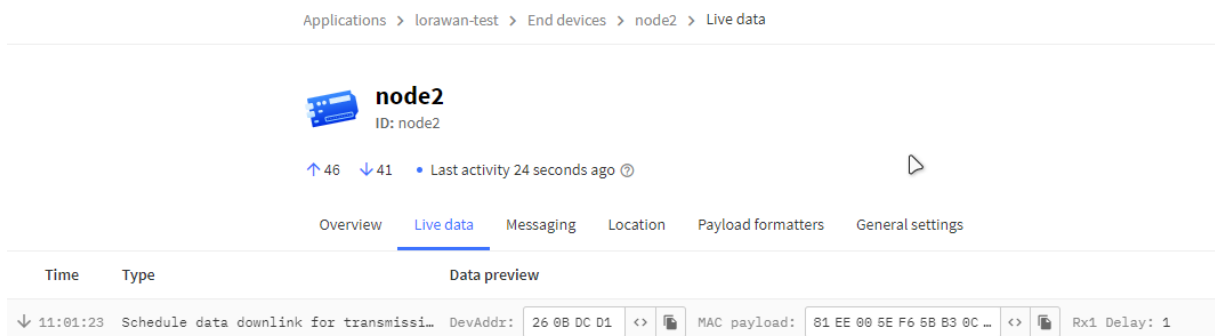 Applications > lorawan-test > End devices > node2 > Live data
node2
ID: node2
↑ 46 ↓ 41 • Last activity 24 seconds ago
Overview Live data Messaging Location Payload formatters General settings
Time Type Data preview
↓ 11:01:23 Schedule data downlink for transmissi… DevAddr: 26 0B DC D1 <> MAC payload: 81 EE 00 5E F6 5B B3 0C … <> Rx1 Delay: 1